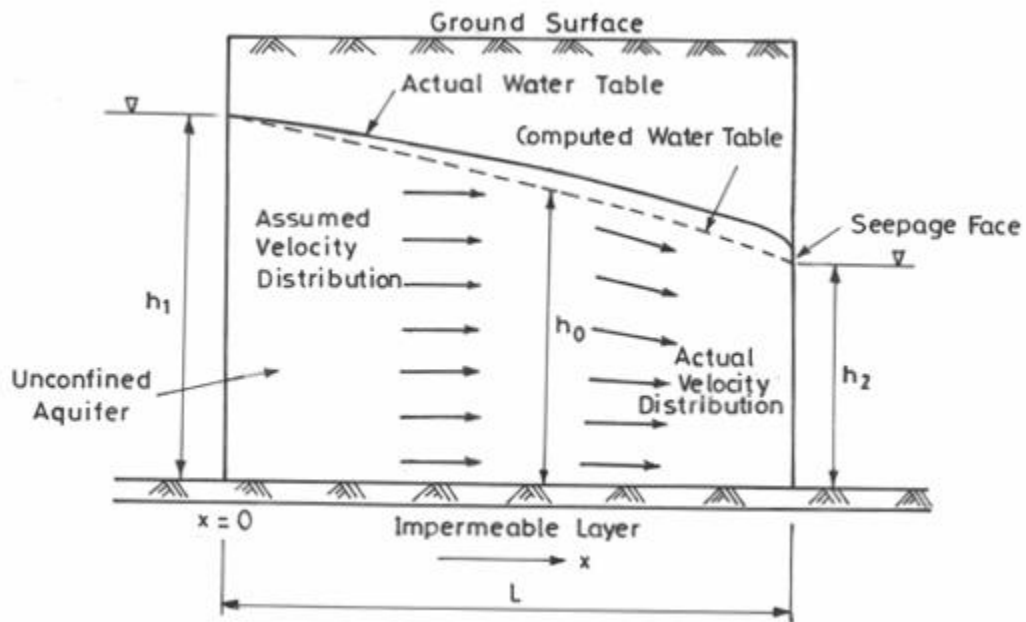 Ground Surface
Actual Water Table
Computed Water Table
Assumed
Velocity
Distribution
Seepage Face
h1
h0
h2
Unconfined
Aquifer
Actual
Velocity
Distribution
x = 0
Impermeable Layer
x
L